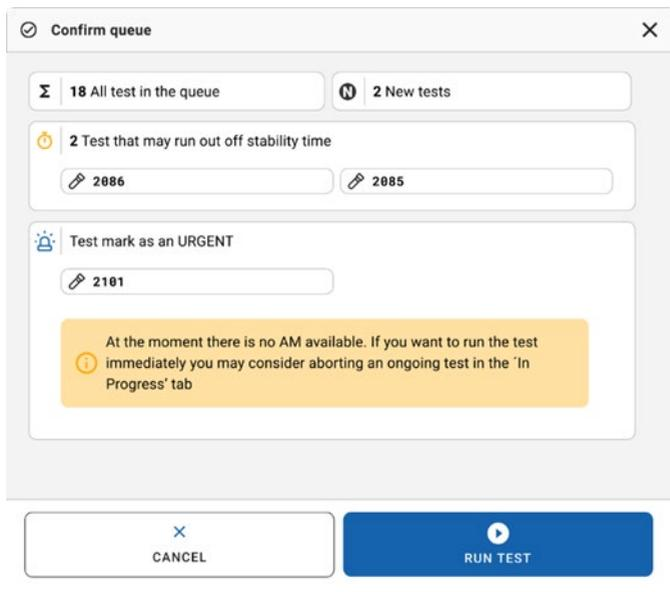 Confirm queue
Σ 18 All test in the queue
N 2 New tests
2 Test that may run out off stability time
2086
2085
Test mark as an URGENT
2101
At the moment there is no AM available. If you want to run the test
immediately you may consider aborting an ongoing test in the ´In
Progress’ tab
CANCEL
RUN TEST